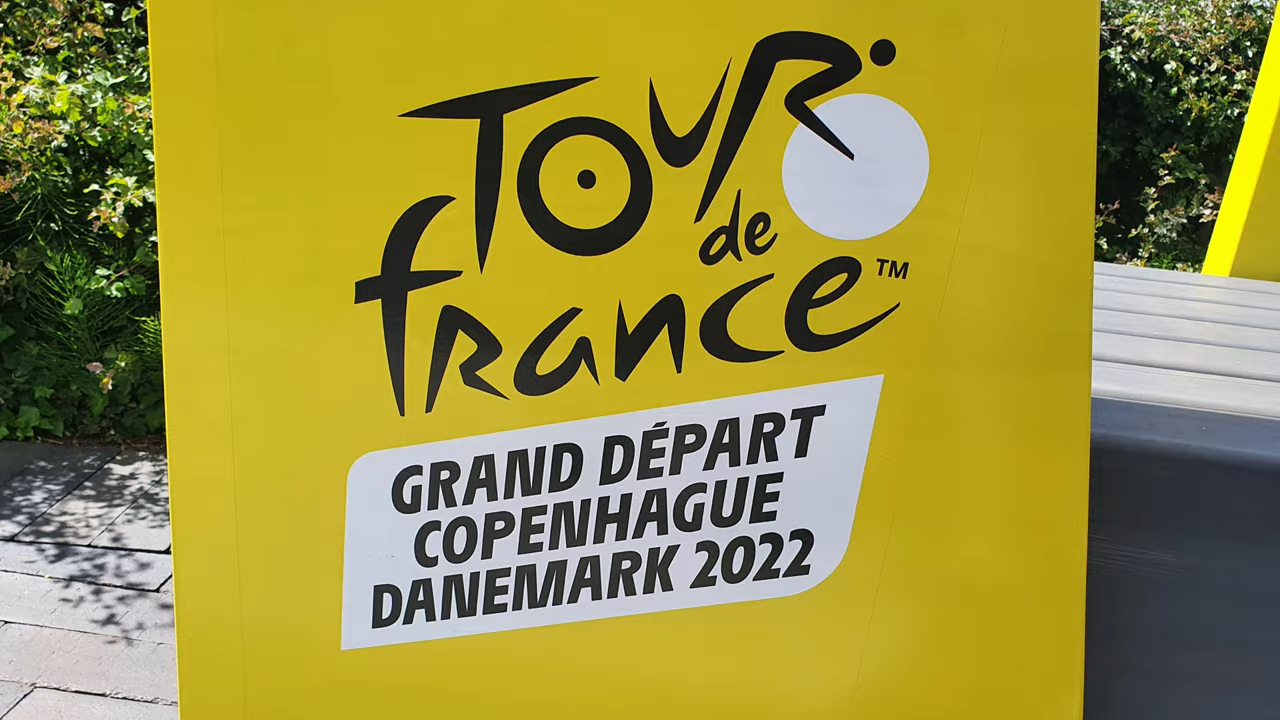 TOUR
de
france™
GRAND DÉPART
COPENHAGUE
DANEMARK 2022